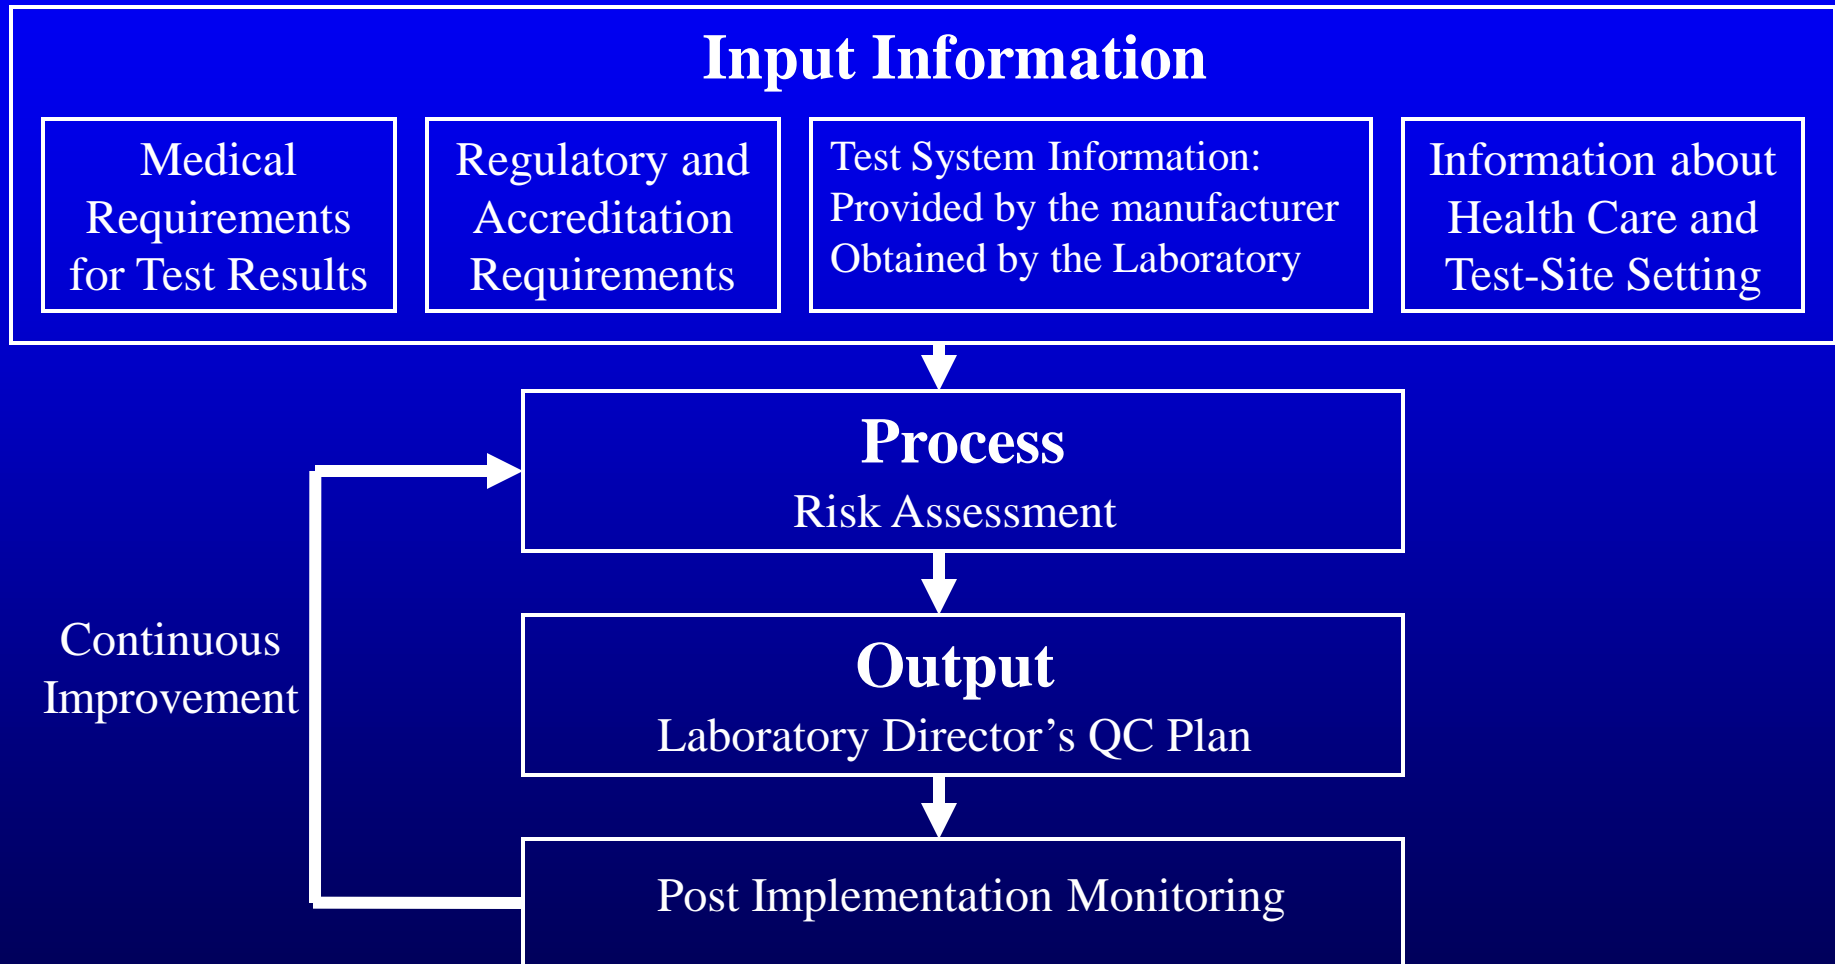 Input Information
Medical
Requirements
for Test Results
Regulatory and
Accreditation
Requirements
Test System Information:
Provided by the manufacturer
Obtained by the Laboratory
Information about
Health Care and
Test-Site Setting
Process
Risk Assessment
Continuous
Improvement
Output
Laboratory Director’s QC Plan
Post Implementation Monitoring